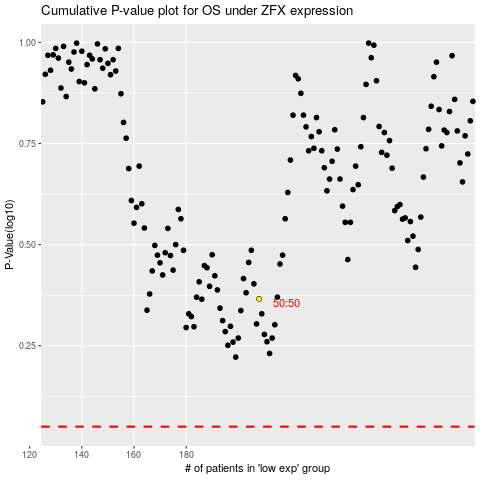 Cumulative P-value plot for OS under ZFX expression
P-Value(log10)
1.00
0.75
0.50
0.25
50:50
120 140 160 180
# of patients in 'low exp' group